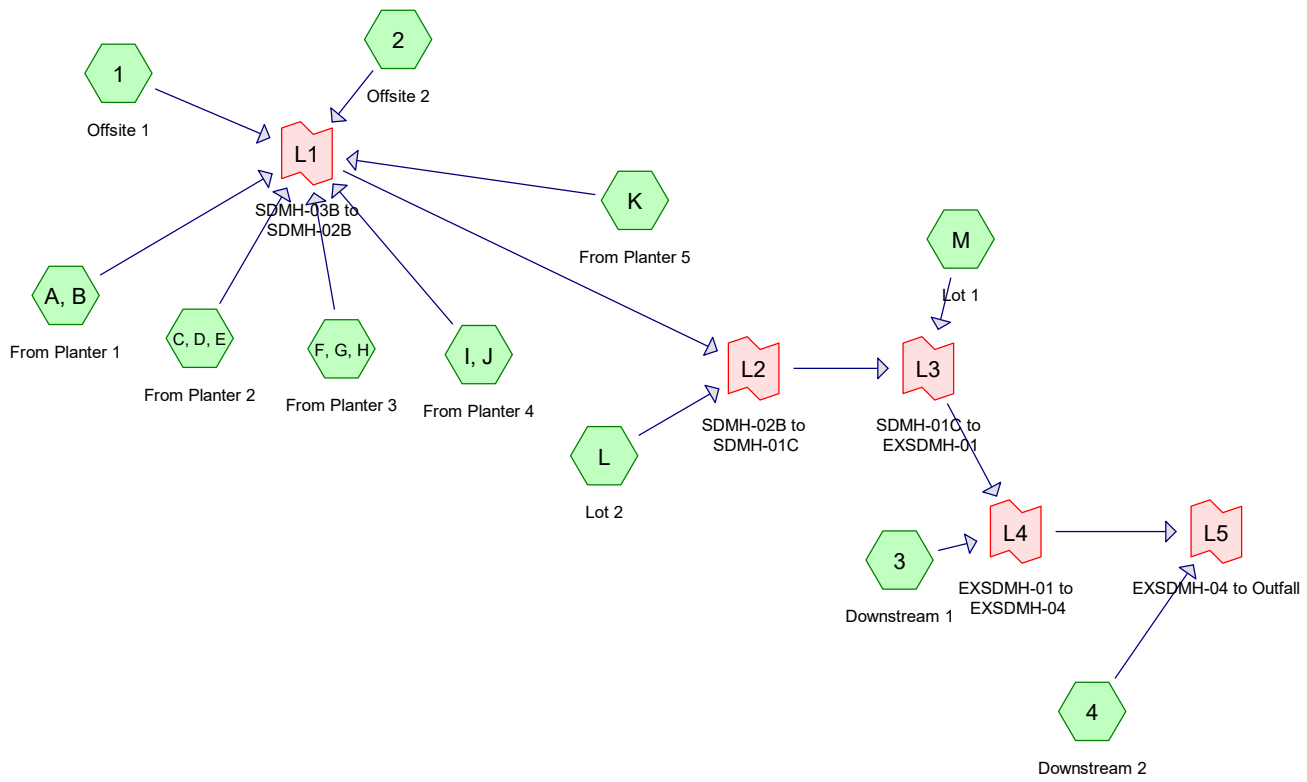 2
Offsite 2
1
Offsite 1
L1
SDMH-03B to
SDMH-02B
K
From Planter 5
M
Lot 1
A, B
From Planter 1
C, D, E
From Planter 2
F, G, H
From Planter 3
I, J
From Planter 4
L2
SDMH-02B to
SDMH-01C
L3
SDMH-01C to
EXSDMH-01
L
Lot 2
L4
EXSDMH-01 to
EXSDMH-04
L5
EXSDMH-04 to Outfall
3
Downstream 1
4
Downstream 2